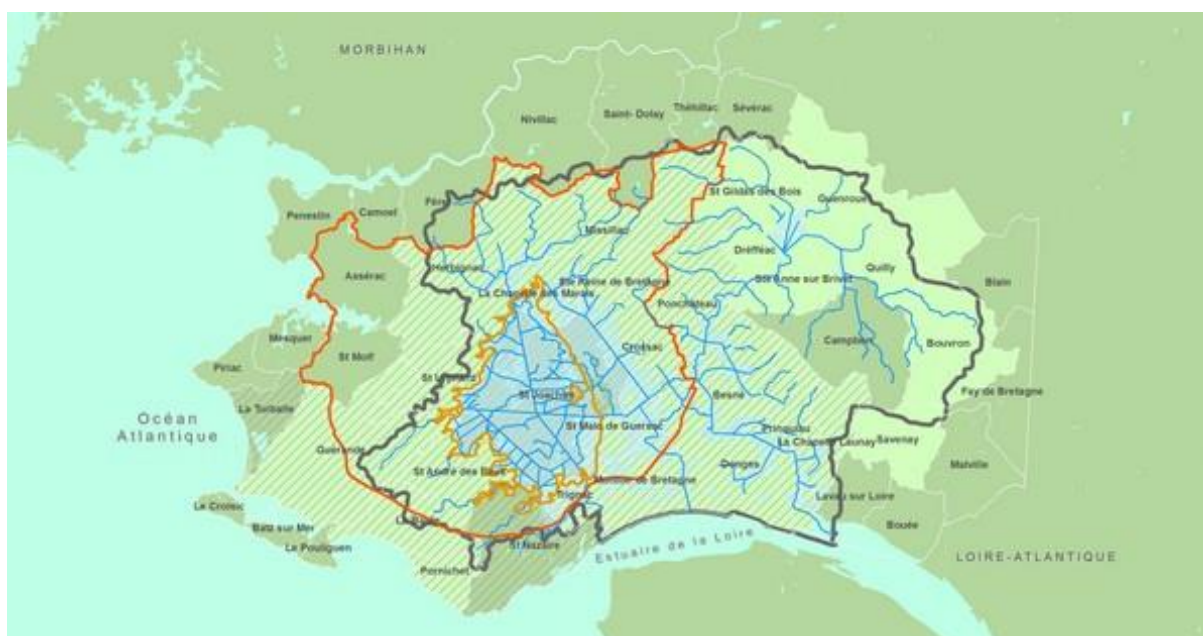 MORBIHAN
Nivillac
Saint- Dolay
Théhillac
Sévérac
Penestin
Camoel
Fére
St Gildas des Bois
Guenrouet
Missillac
Drefféac
Assérac
Herbignac
Ste Reine de Bretagne
Ste Anne sur Brivet
Quilly
Blain
La Chapelle des Marais
Ponchateau
Mesquer
St Molf
Crossac
Campbon
Bouvron
Piriac
St Lyphard
Fay de Bretagne
La Turballe
St Joachim
Besné
Océan
Atlantique
St Malo de Guersac
Prinquiau
La Chapelle Launay
Savenay
Guérande
St André des Eaux
Donges
Malville
Montoir de Bretagne
Trignac
Lavau sur Loire
Le Croisic
La Baule
Bouée
Batz sur Mer
Le Pouliguen
St Nazaire
Estuaire de la Loire
LOIRE-ATLANTIQUE
Pornichet